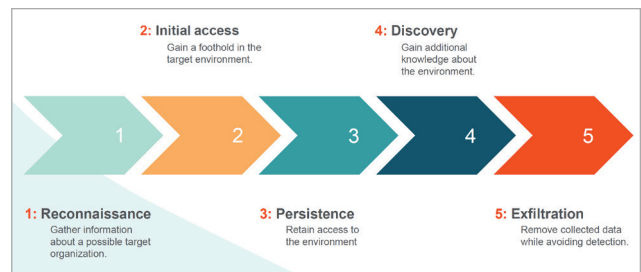 2: Initial access
Gain a foothold in the
target environment.
4: Discovery
Gain additional
knowledge about
the environment.
1
2
3
4
5
1: Reconnaissance
Gather information
about a possible target
organization.
3: Persistence
Retain access to
the environment
5: Exfiltration
Remove collected data
while avoiding detection.